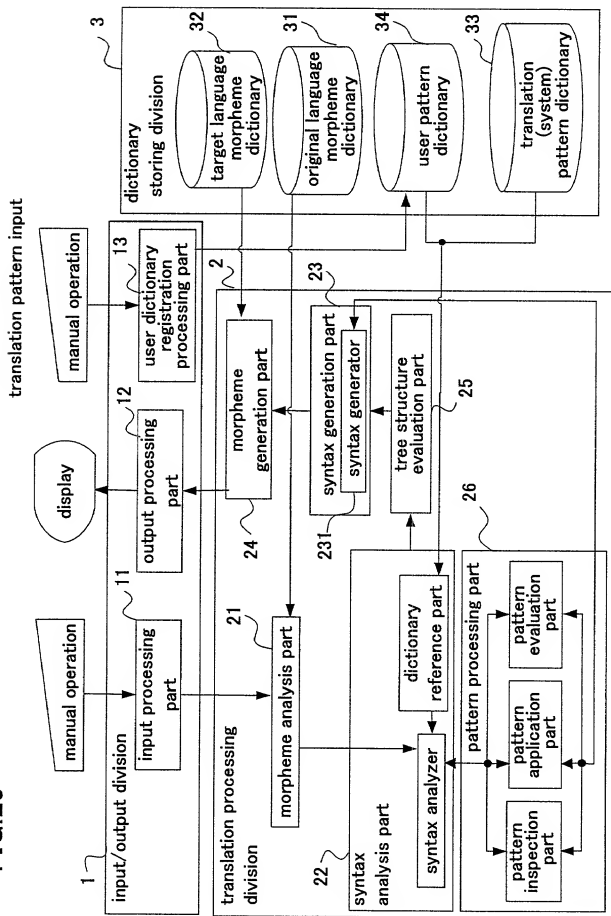 translation pattern input
manual operation
display
manual operation
1
input/output division
11
input processing
part
12
output processing
part
13
user dictionary
registration
processing part
3
dictionary
storing division
32
target language
morpheme
dictionary
31
original language
morpheme
dictionary
34
user pattern
dictionary
33
translation
(system)
pattern dictionary
2
translation processing
division
21
morpheme analysis part
24
morpheme
generation part
23
syntax generation part
syntax generator
231
22
syntax
analysis part
dictionary
reference part
syntax analyzer
25
tree structure
evaluation part
26
pattern processing part
pattern
inspection
part
pattern
application
part
pattern
evaluation
part